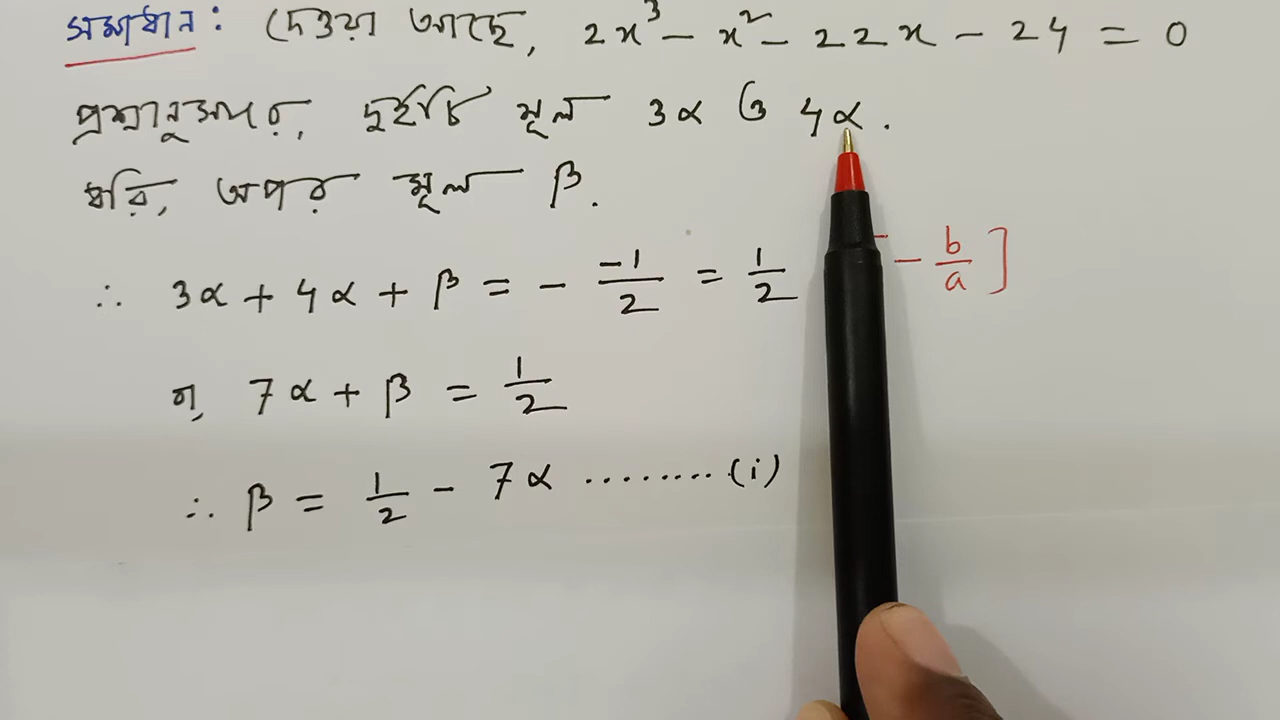 সমাধান: দেওয়া আছে, 2x³ - x² - 22x - 24 = 0
প্রশ্নানুসারে, দুইটি মূল 3α ও 4α.
ধরি, অপর মূল β.
∴ 3α + 4α + β = - -1/2 = 1/2 - b/a ]
বা, 7α + β = 1/2
∴ β = 1/2 - 7α ........ (i)